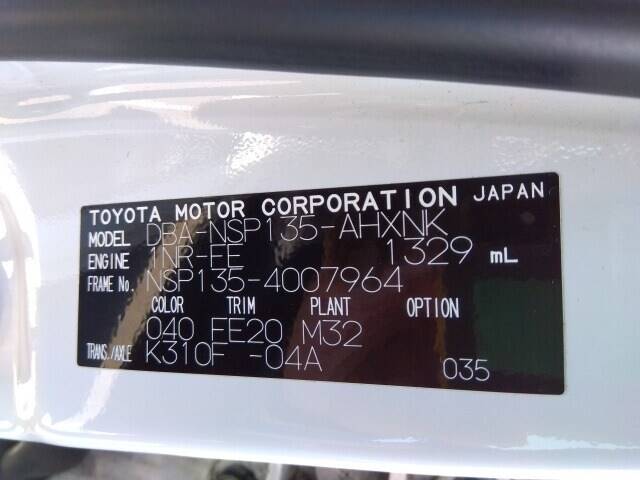 TOYOTA MOTOR CORPORATION JAPAN
MODEL DBA-NSP135-AHXNK
ENGINE 1NR-EE 1329 mL
FRAME No. NSP135-4007964
COLOR TRIM PLANT OPTION
040 FE20 M32
TRANS./AXLE K310F -04A
035